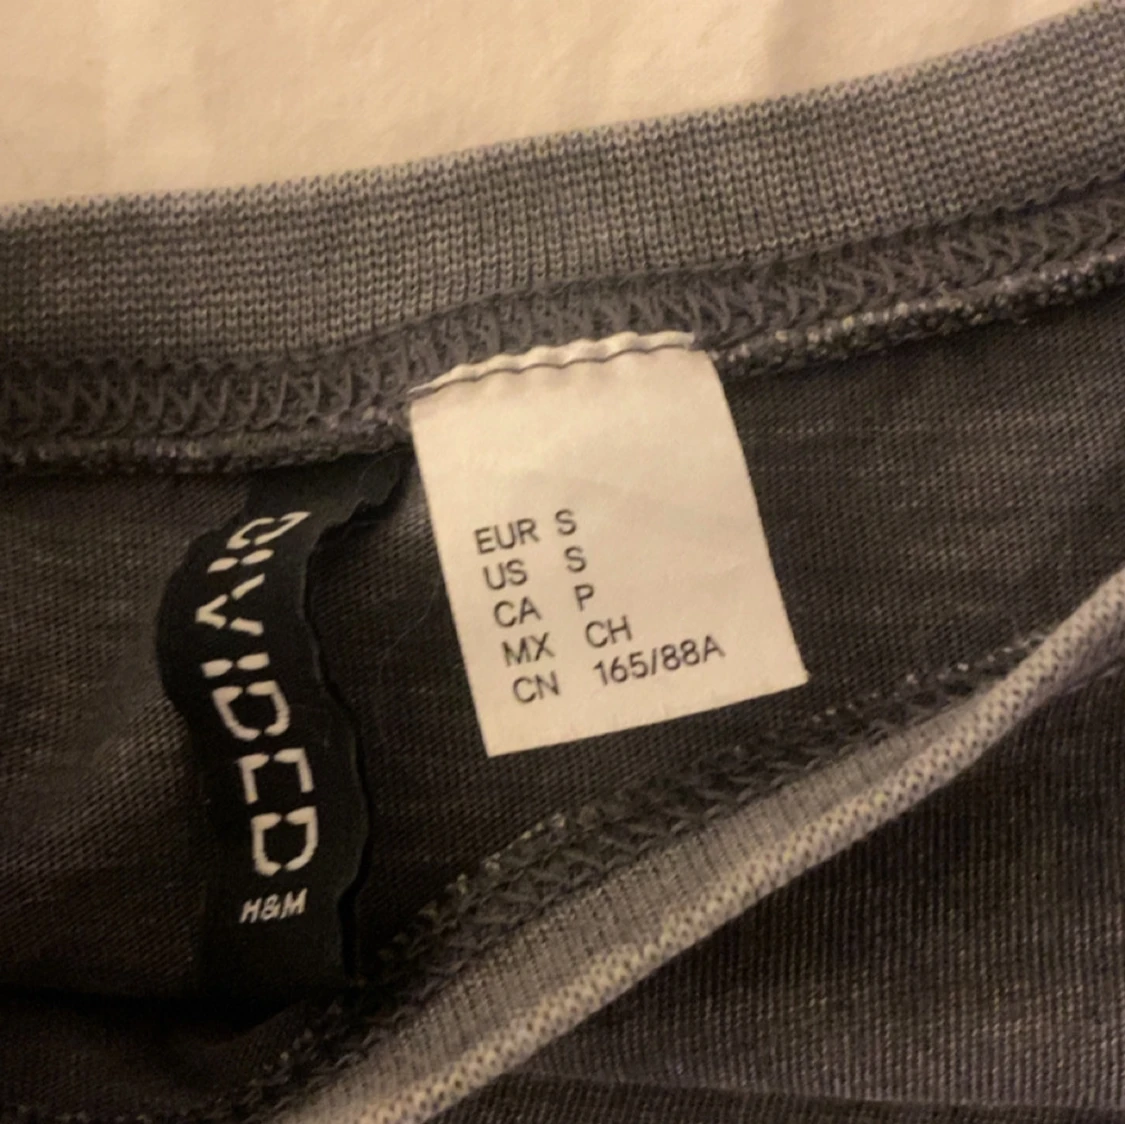 DIVIDED
H&M
EUR S
US S
CA P
MX CH
CN 165/88A